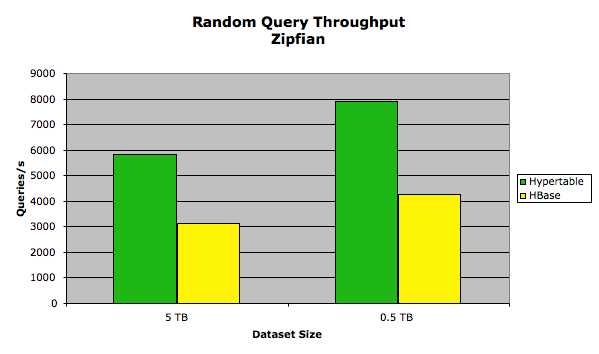 Random Query Throughput
Zipfian
9000
8000
7000
6000
5000
4000
3000
2000
1000
0
Queries/s
5 TB
0.5 TB
Dataset Size
Hypertable
HBase